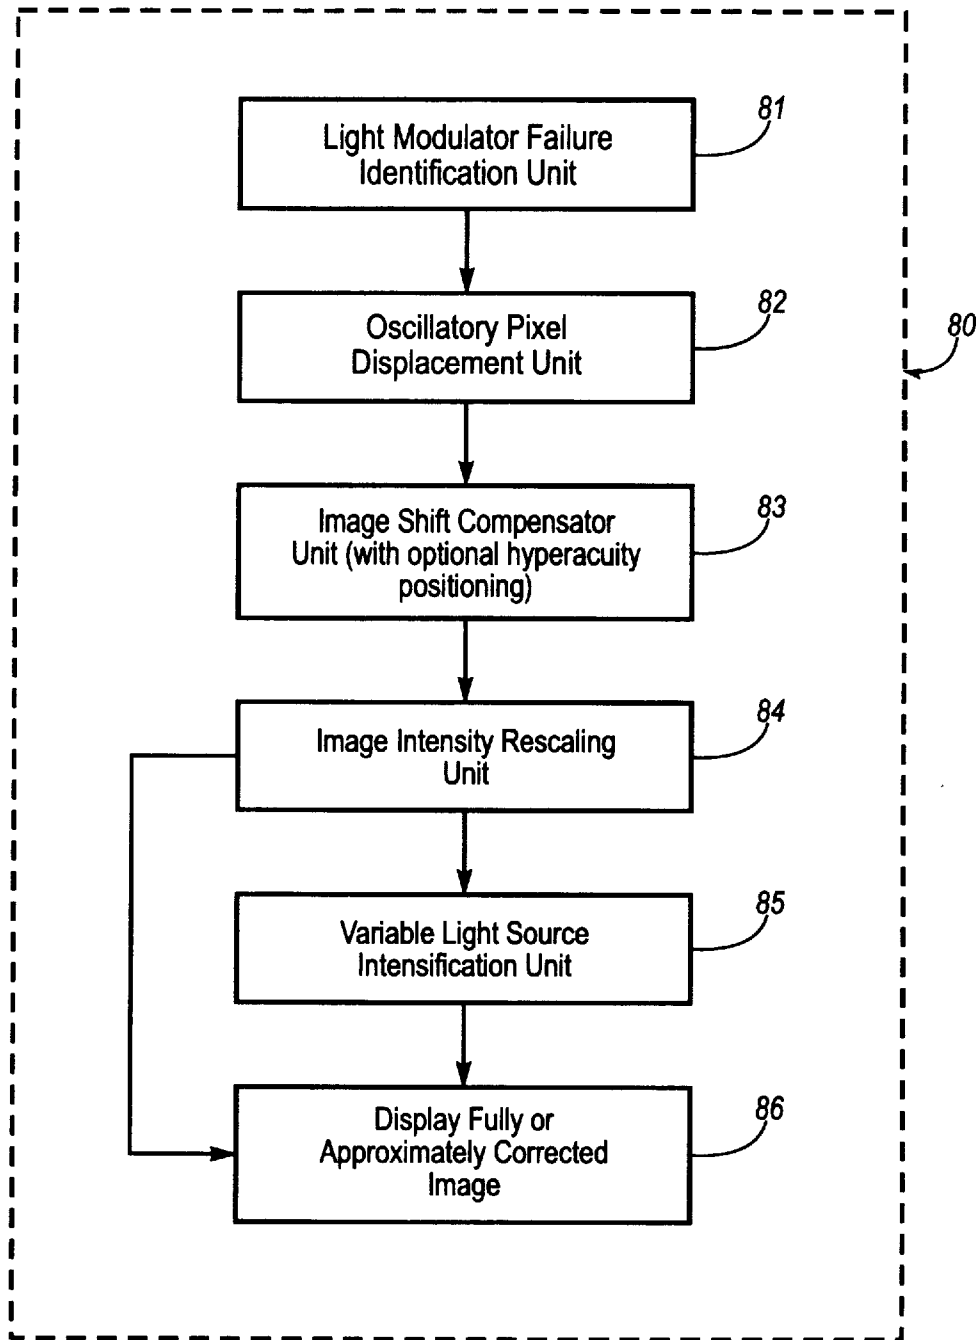 81
Light Modulator Failure
Identification Unit
82
Oscillatory Pixel
Displacement Unit
80
83
Image Shift Compensator
Unit (with optional hyperacuity
positioning)
84
Image Intensity Rescaling
Unit
85
Variable Light Source
Intensification Unit
86
Display Fully or
Approximately Corrected
Image